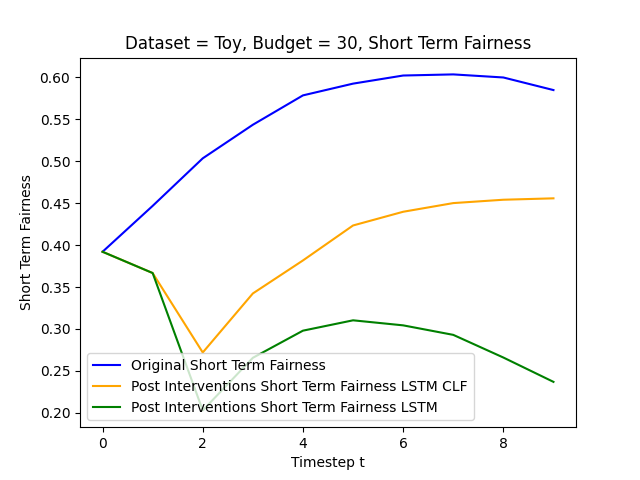 Dataset = Toy, Budget = 30, Short Term Fairness
Short Term Fairness
0.60
0.55
0.50
0.45
0.40
0.35
0.30
0.25
0.20
Original Short Term Fairness
Post Interventions Short Term Fairness LSTM CLF
Post Interventions Short Term Fairness LSTM
0 2 4 6 8
Timestep t